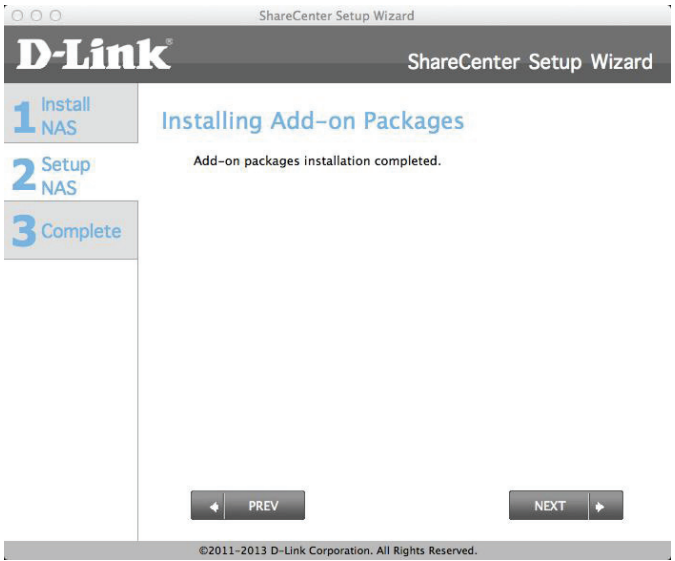 ShareCenter Setup Wizard
D-Link®
ShareCenter Setup Wizard
1 Install
NAS
2 Setup
NAS
3 Complete
Installing Add-on Packages
Add-on packages installation completed.
PREV
NEXT
©2011-2013 D-Link Corporation. All Rights Reserved.